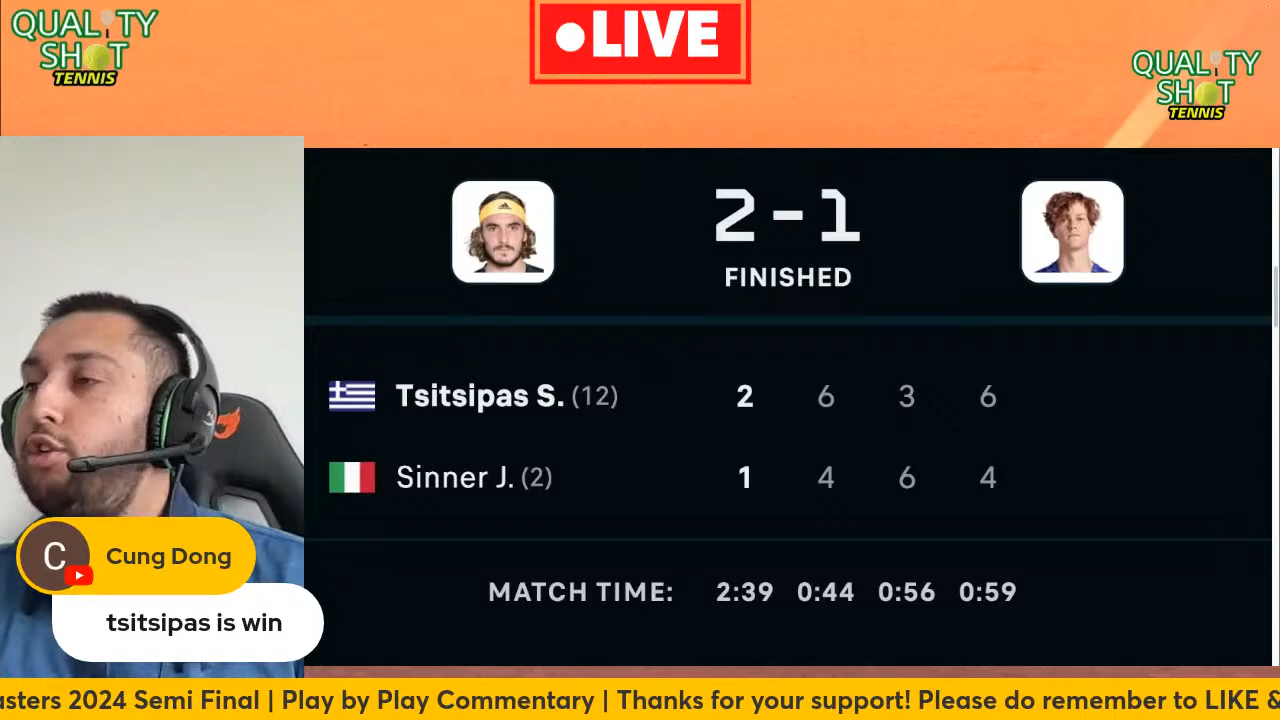 QUALITY
SHOT
TENNIS
LIVE
QUALITY
SHOT
TENNIS
2-1
FINISHED
Tsitsipas S. (12) 2 6 3 6
Sinner J. (2) 1 4 6 4
MATCH TIME: 2:39 0:44 0:56 0:59
C Cung Dong
tsitsipas is win
asters 2024 Semi Final | Play by Play Commentary | Thanks for your support! Please do remember to LIKE &